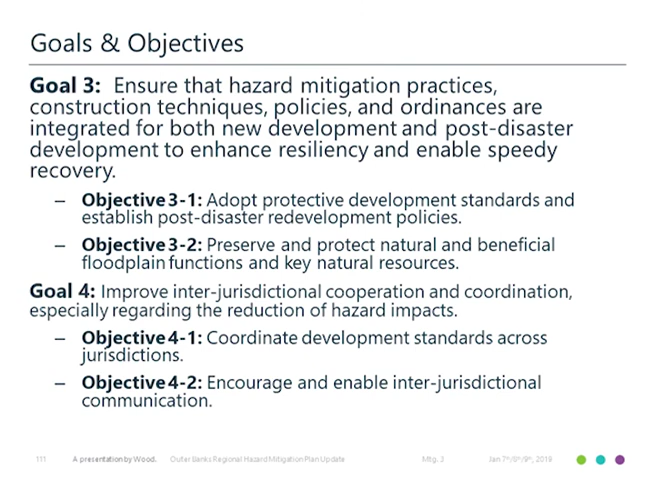 Goals & Objectives
Goal 3: Ensure that hazard mitigation practices,
construction techniques, policies, and ordinances are
integrated for both new development and post-disaster
development to enhance resiliency and enable speedy
recovery.
– Objective 3-1: Adopt protective development standards and
establish post-disaster redevelopment policies.
– Objective 3-2: Preserve and protect natural and beneficial
floodplain functions and key natural resources.
Goal 4: Improve inter-jurisdictional cooperation and coordination,
especially regarding the reduction of hazard impacts.
– Objective 4-1: Coordinate development standards across
jurisdictions.
– Objective 4-2: Encourage and enable inter-jurisdictional
communication.
111 A presentation by Wood. Outer Banks Regional Hazard Mitigation Plan Update Mtg. 3 Jan 7th/8th/9th, 2019